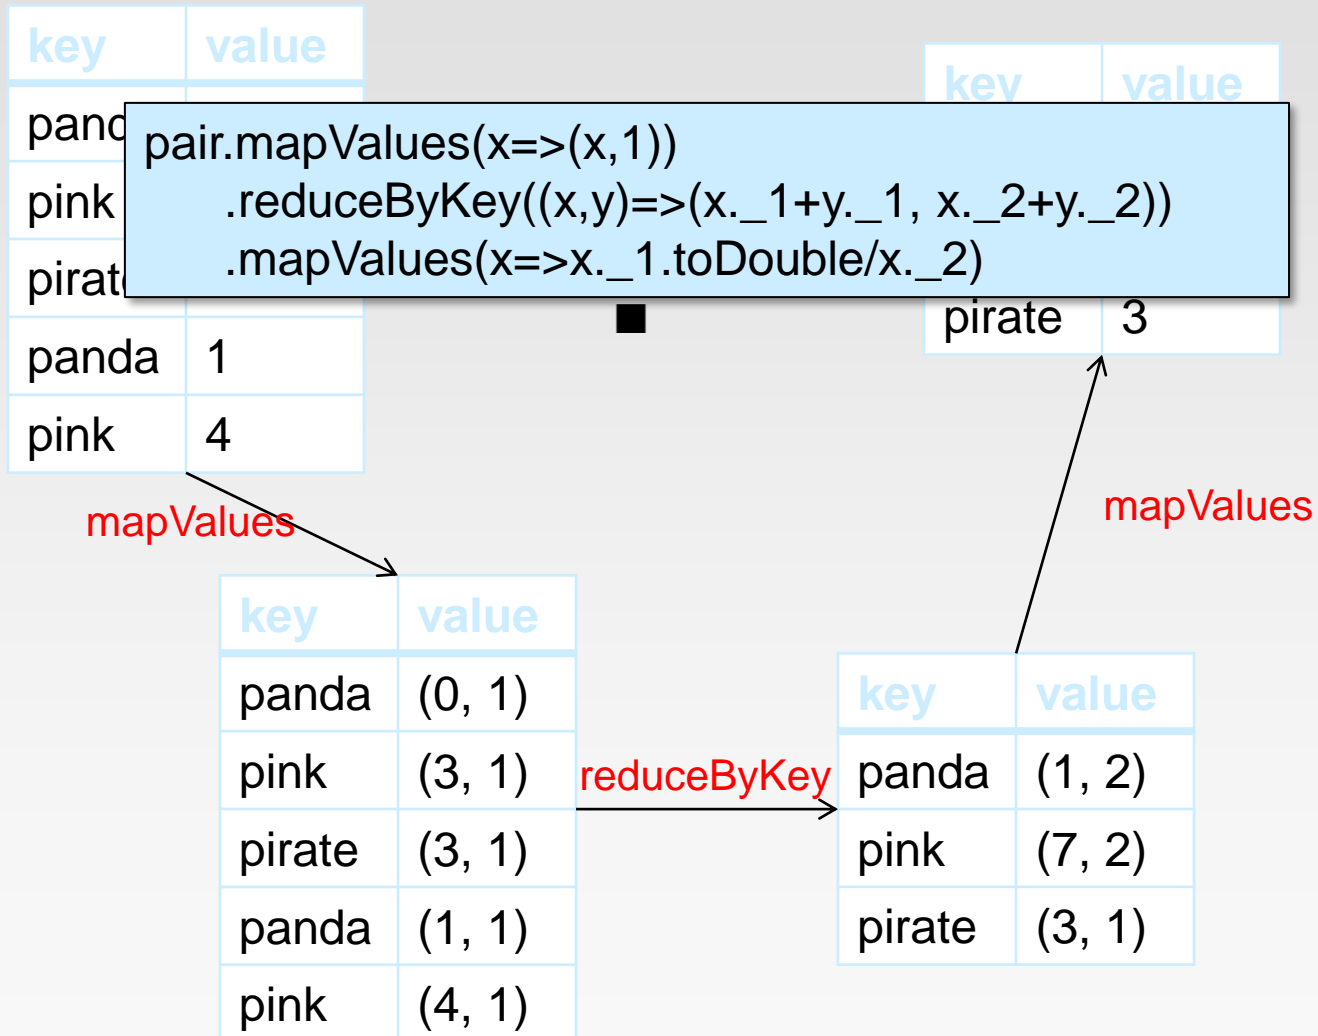 key value
pair.mapValues(x=>(x,1))
.reduceByKey((x,y)=>(x._1+y._1, x._2+y._2))
.mapValues(x=>x._1.toDouble/x._2)
pink
panda 1
pink 4
key value
pirate 3
mapValues
mapValues
key value
panda (0, 1)
pink (3, 1)
pirate (3, 1)
panda (1, 1)
pink (4, 1)
reduceByKey
key value
panda (1, 2)
pink (7, 2)
pirate (3, 1)